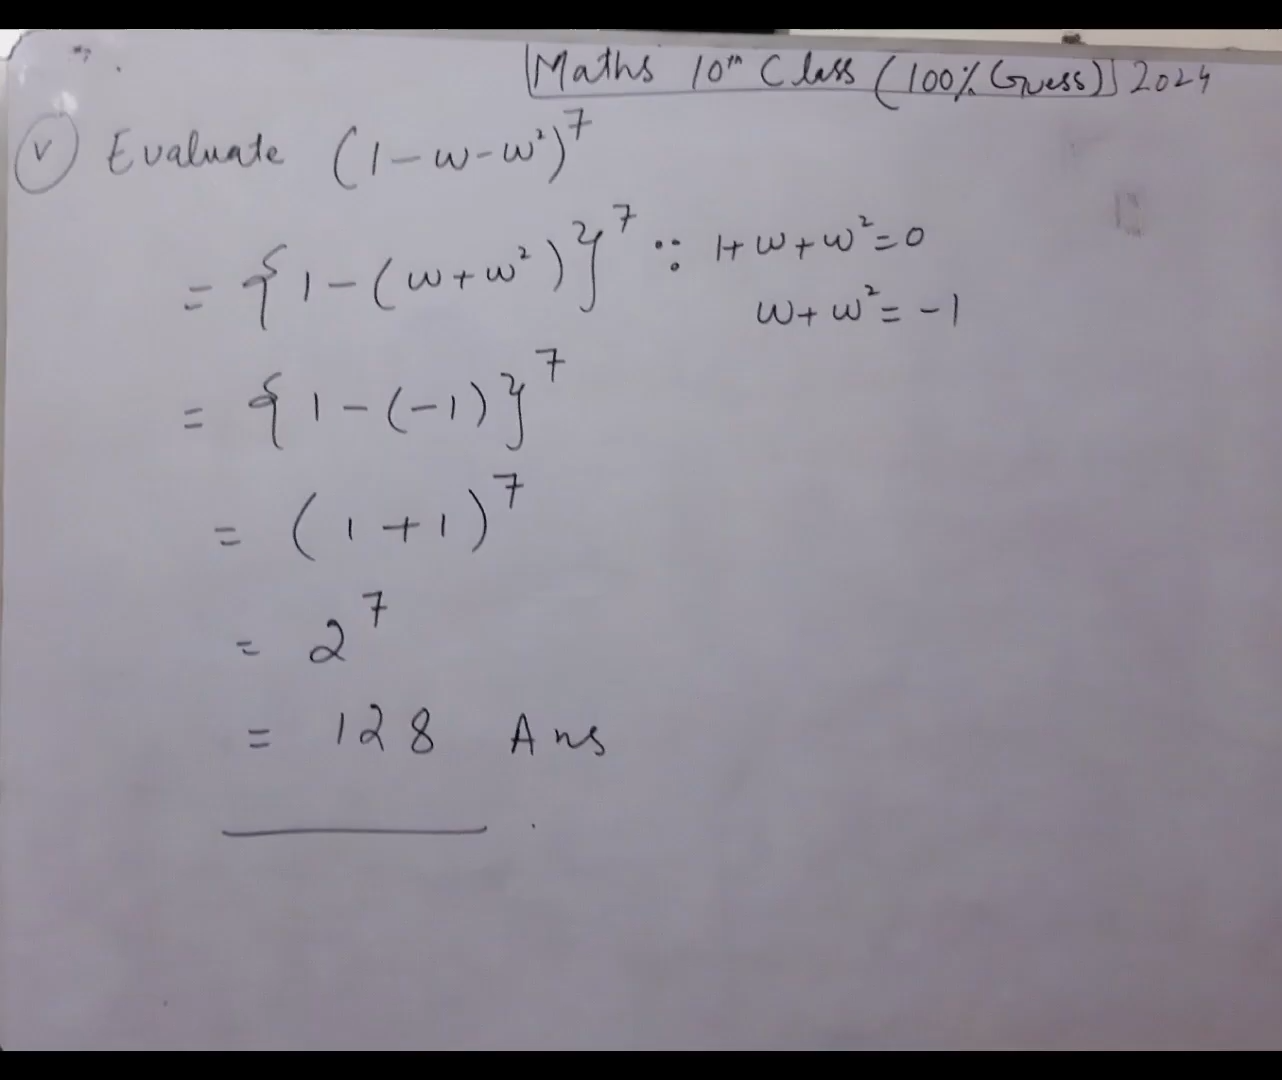 Maths 10th Class (100% Guess) 2024
v Evaluate (1-ω-ω²)⁷
= {1-(ω+ω²)}⁷ ∵ 1+ω+ω²=0
ω+ω²=-1
= {1-(-1)}⁷
= (1+1)⁷
= 2⁷
= 128 Ans